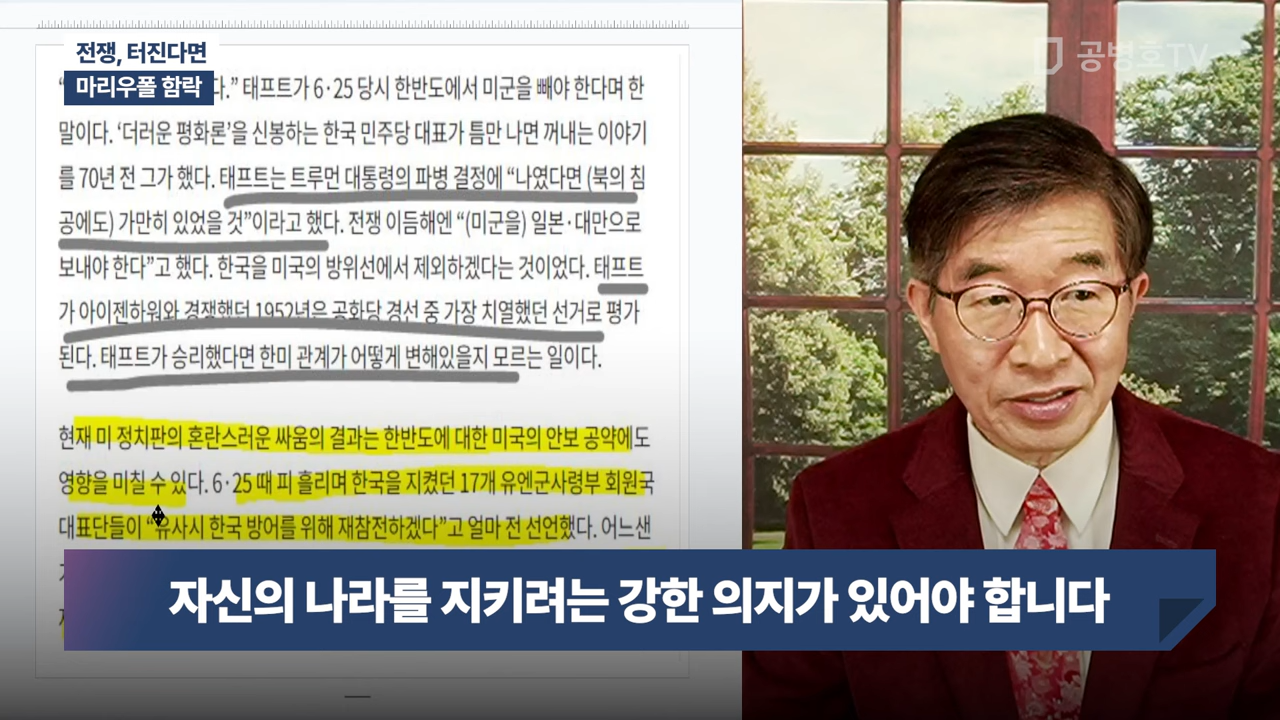 전쟁, 터진다면
마리우폴 함락
공병호TV
다.” 태프트가 6·25 당시 한반도에서 미군을 빼야 한다며 한
말이다. ‘더러운 평화론’을 신봉하는 한국 민주당 대표가 틈만 나면 꺼내는 이야기
를 70년 전 그가 했다. 태프트는 트루먼 대통령의 파병 결정에 “나였다면 (북의 침
공에도) 가만히 있었을 것”이라고 했다. 전쟁 이듬해엔 “(미군을) 일본·대만으로
보내야 한다”고 했다. 한국을 미국의 방위선에서 제외하겠다는 것이었다. 태프트
가 아이젠하워와 경쟁했던 1952년은 공화당 경선 중 가장 치열했던 선거로 평가
된다. 태프트가 승리했다면 한미 관계가 어떻게 변해있을지 모르는 일이다.
현재 미 정치판의 혼란스러운 싸움의 결과는 한반도에 대한 미국의 안보 공약에도
영향을 미칠 수 있다. 6·25 때 피 흘리며 한국을 지켰던 17개 유엔군사령부 회원국
대표단들이 “유사시 한국 방어를 위해 재참전하겠다”고 얼마 전 선언했다. 어느샌
자신의 나라를 지키려는 강한 의지가 있어야 합니다